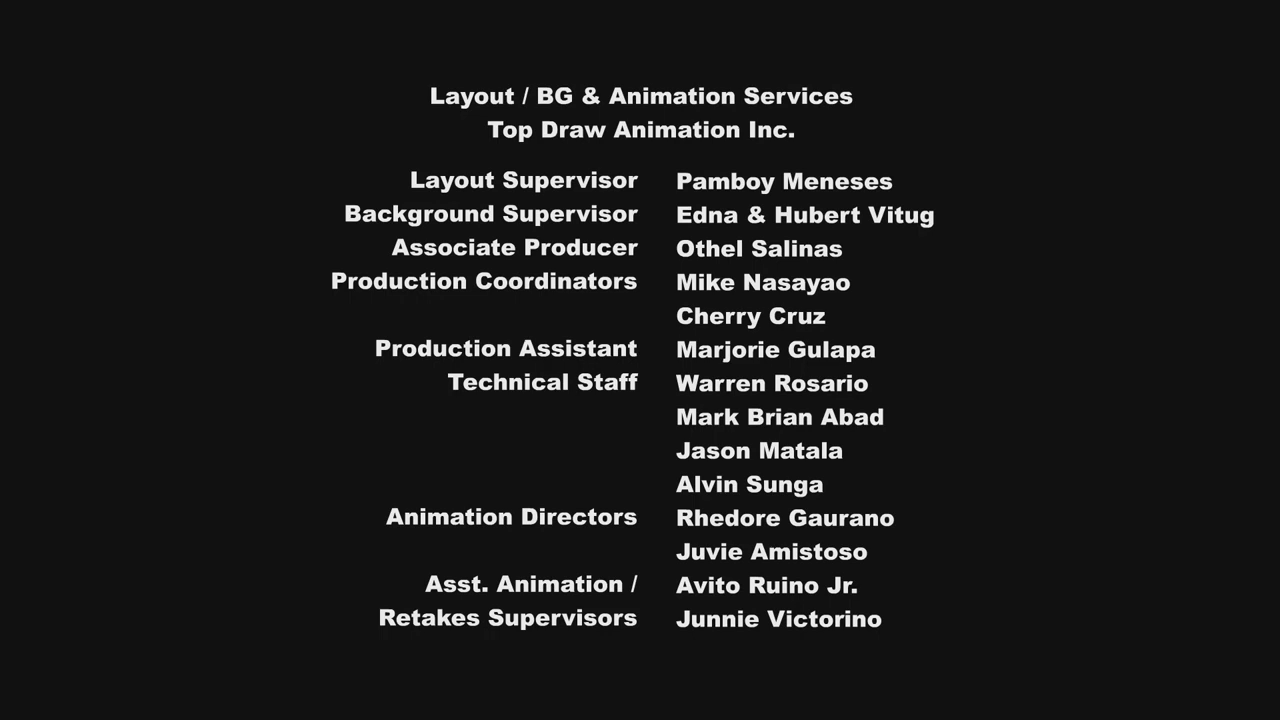 Layout / BG & Animation Services
Top Draw Animation Inc.
Layout Supervisor Pamboy Meneses
Background Supervisor Edna & Hubert Vitug
Associate Producer Othel Salinas
Production Coordinators Mike Nasayao
Cherry Cruz
Production Assistant Marjorie Gulapa
Technical Staff Warren Rosario
Mark Brian Abad
Jason Matala
Alvin Sunga
Animation Directors Rhedore Gaurano
Juvie Amistoso
Asst. Animation / Avito Ruino Jr.
Retakes Supervisors Junnie Victorino